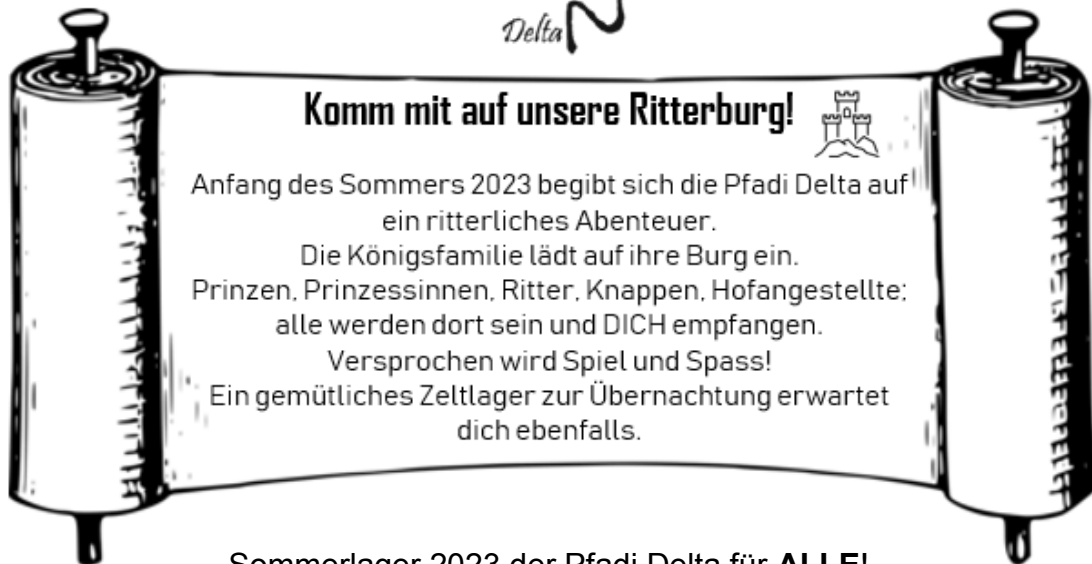 Delta
Komm mit auf unsere Ritterburg!
Anfang des Sommers 2023 begibt sich die Pfadi Delta auf
ein ritterliches Abenteuer.
Die Königsfamilie lädt auf ihre Burg ein.
Prinzen, Prinzessinnen, Ritter, Knappen, Hofangestellte;
alle werden dort sein und DICH empfangen.
Versprochen wird Spiel und Spass!
Ein gemütliches Zeltlager zur Übernachtung erwartet
dich ebenfalls.
Sommerlager 2023 der Pfadi Delta für ALLE!